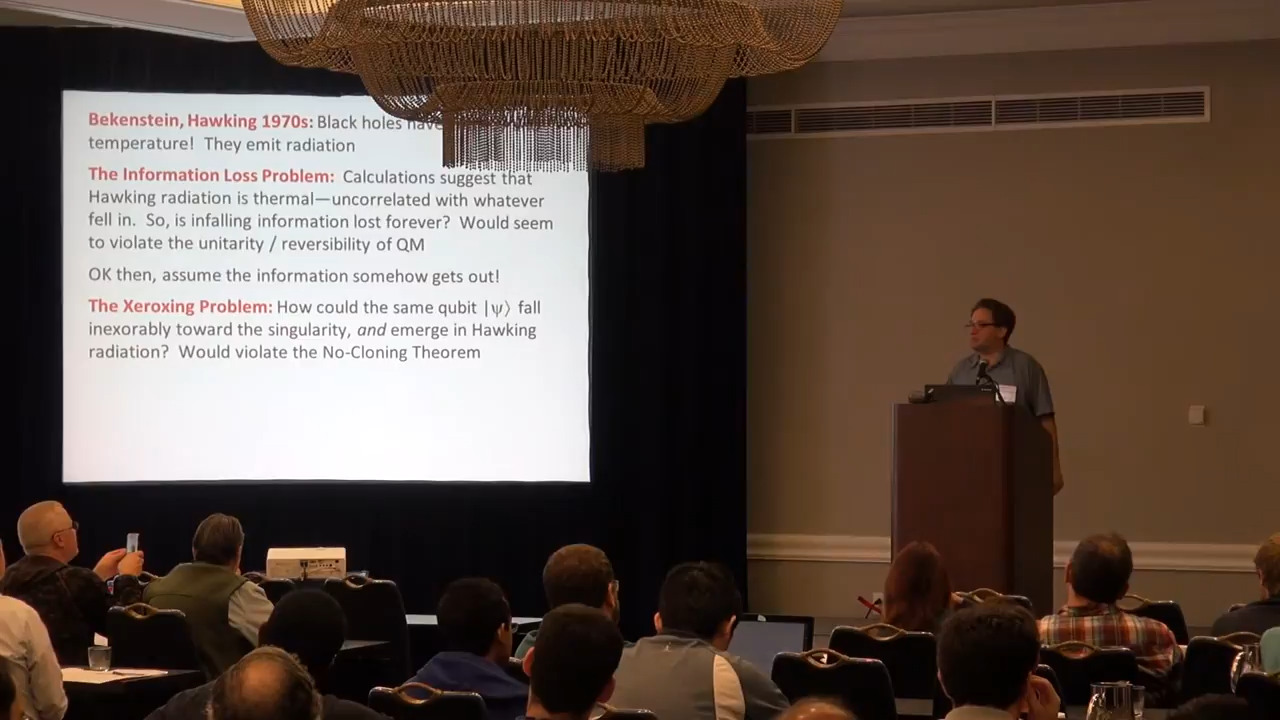 Bekenstein, Hawking 1970s: Black holes have
temperature! They emit radiation
The Information Loss Problem: Calculations suggest that
Hawking radiation is thermal—uncorrelated with whatever
fell in. So, is infalling information lost forever? Would seem
to violate the unitarity / reversibility of QM
OK then, assume the information somehow gets out!
The Xeroxing Problem: How could the same qubit |ψ⟩ fall
inexorably toward the singularity, and emerge in Hawking
radiation? Would violate the No-Cloning Theorem